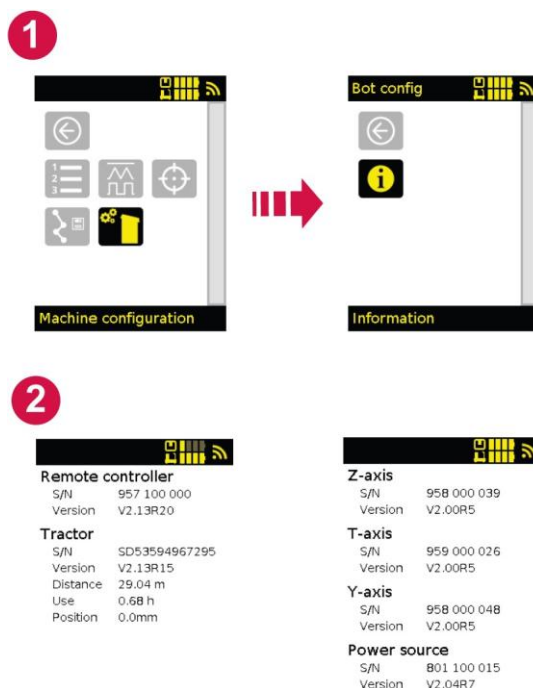 1
Bot config
1
2
3
Machine configuration
Information
2
Remote controller
S/N 957 100 000
Version V2.13R20
Tractor
S/N SD53594967295
Version V2.13R15
Distance 29.04 m
Use 0.68 h
Position 0.0mm
Z-axis
S/N 958 000 039
Version V2.00R5
T-axis
S/N 959 000 026
Version V2.00R5
Y-axis
S/N 958 000 048
Version V2.00R5
Power source
S/N 801 100 015
Version V2.04R7